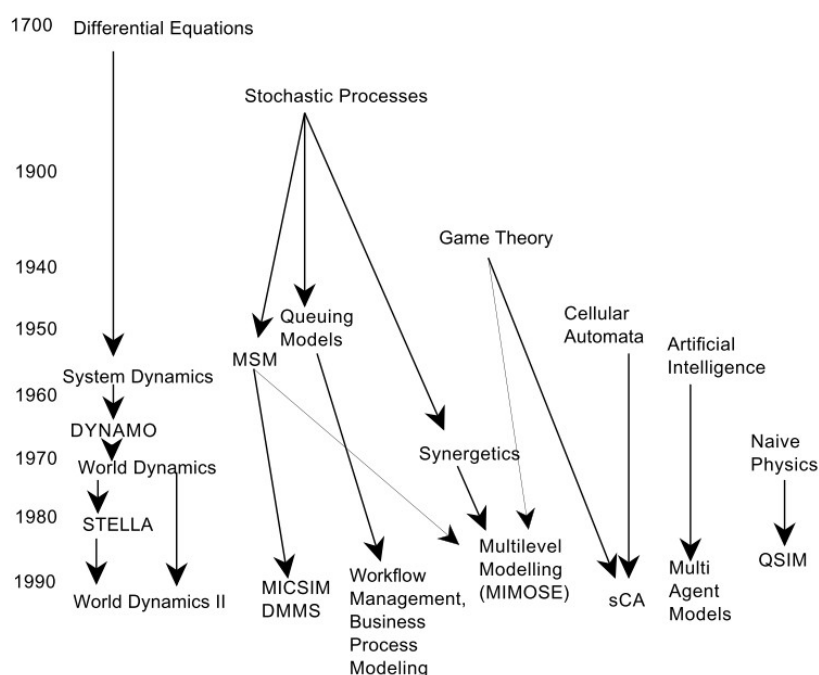 1700 Differential Equations
Stochastic Processes
1900
Game Theory
1940
Queuing
Models
Cellular
Automata
1950
Artificial
Intelligence
MSM
System Dynamics
1960
DYNAMO
Naive
Physics
Synergetics
1970
World Dynamics
1980
STELLA
Multilevel
Modelling
(MIMOSE)
QSIM
1990
World Dynamics II
MICSIM
DMMS
Workflow
Management,
Business
Process
Modeling
sCA
Multi
Agent
Models